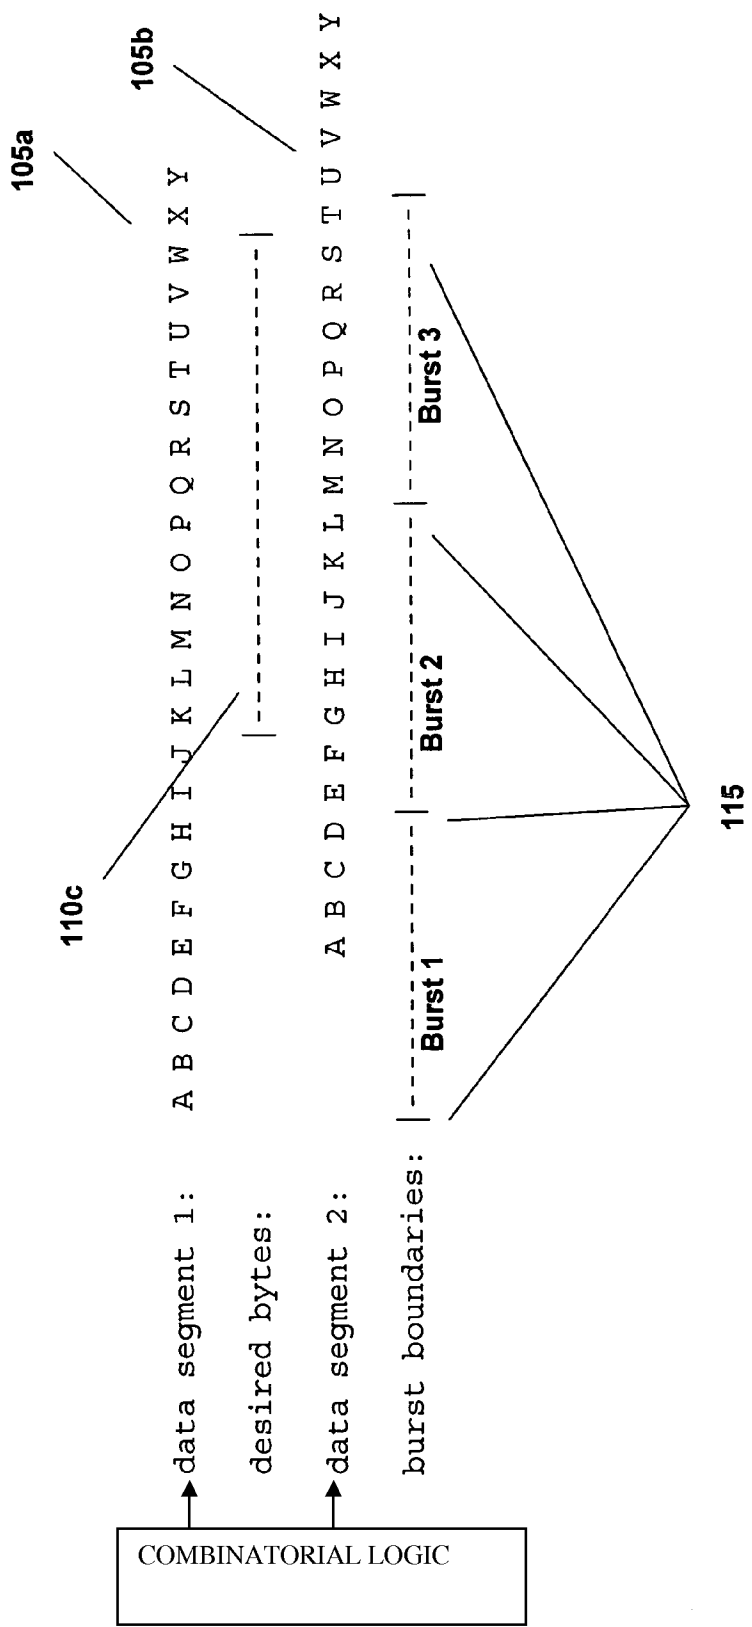 105a
105b
data segment 1: A B C D E F G H I J K L M N O P Q R S T U V W X Y
110c
desired bytes:
data segment 2: A B C D E F G H I J K L M N O P Q R S T U V W X Y
burst boundaries:
Burst 1 Burst 2 Burst 3
115
COMBINATORIAL LOGIC